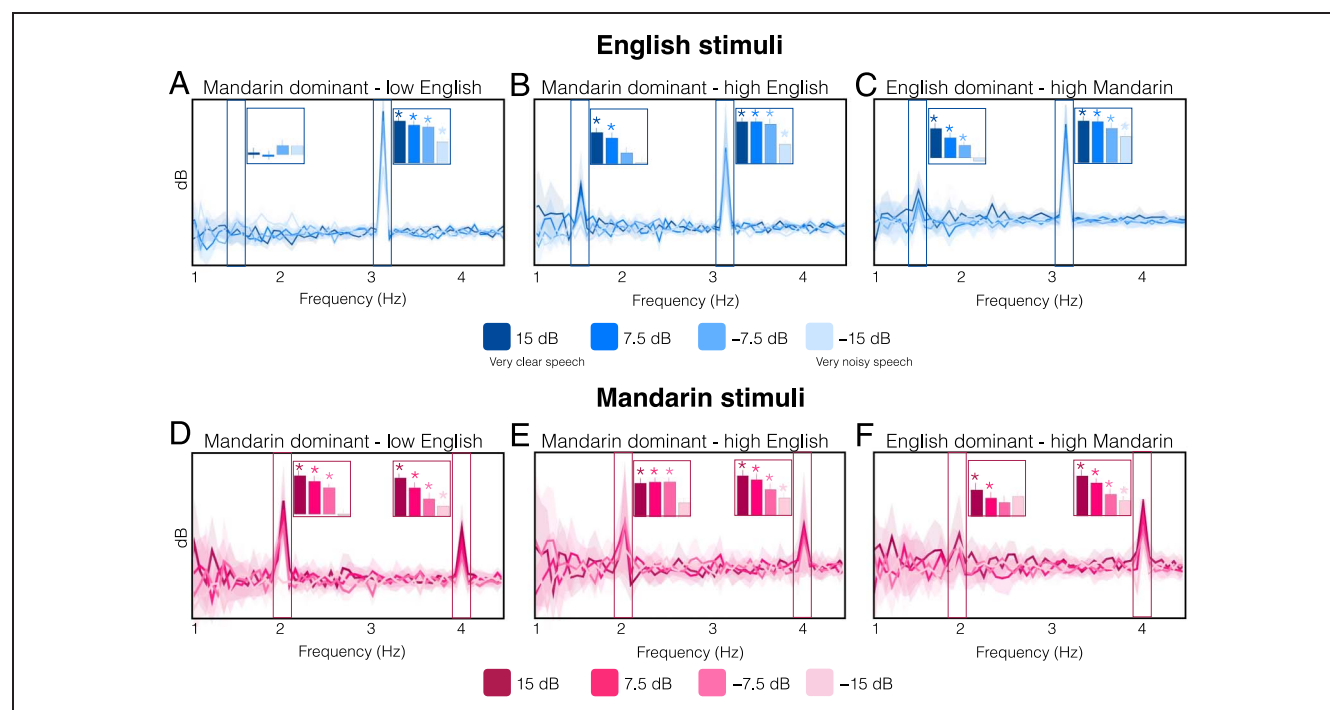 English stimuli
A Mandarin dominant - low English
B Mandarin dominant - high English
C English dominant - high Mandarin
* * * *
* * * * * *
* * * * * * *
dB
1 2 3 4
1 2 3 4
1 2 3 4
Frequency (Hz)
Frequency (Hz)
Frequency (Hz)
15 dB 7.5 dB –7.5 dB –15 dB
Very clear speech Very noisy speech
Mandarin stimuli
D Mandarin dominant - low English
E Mandarin dominant - high English
F English dominant - high Mandarin
* * * * * * *
* * * * * * *
* * * * * *
dB
1 2 3 4
1 2 3 4
1 2 3 4
Frequency (Hz)
Frequency (Hz)
Frequency (Hz)
15 dB 7.5 dB –7.5 dB –15 dB